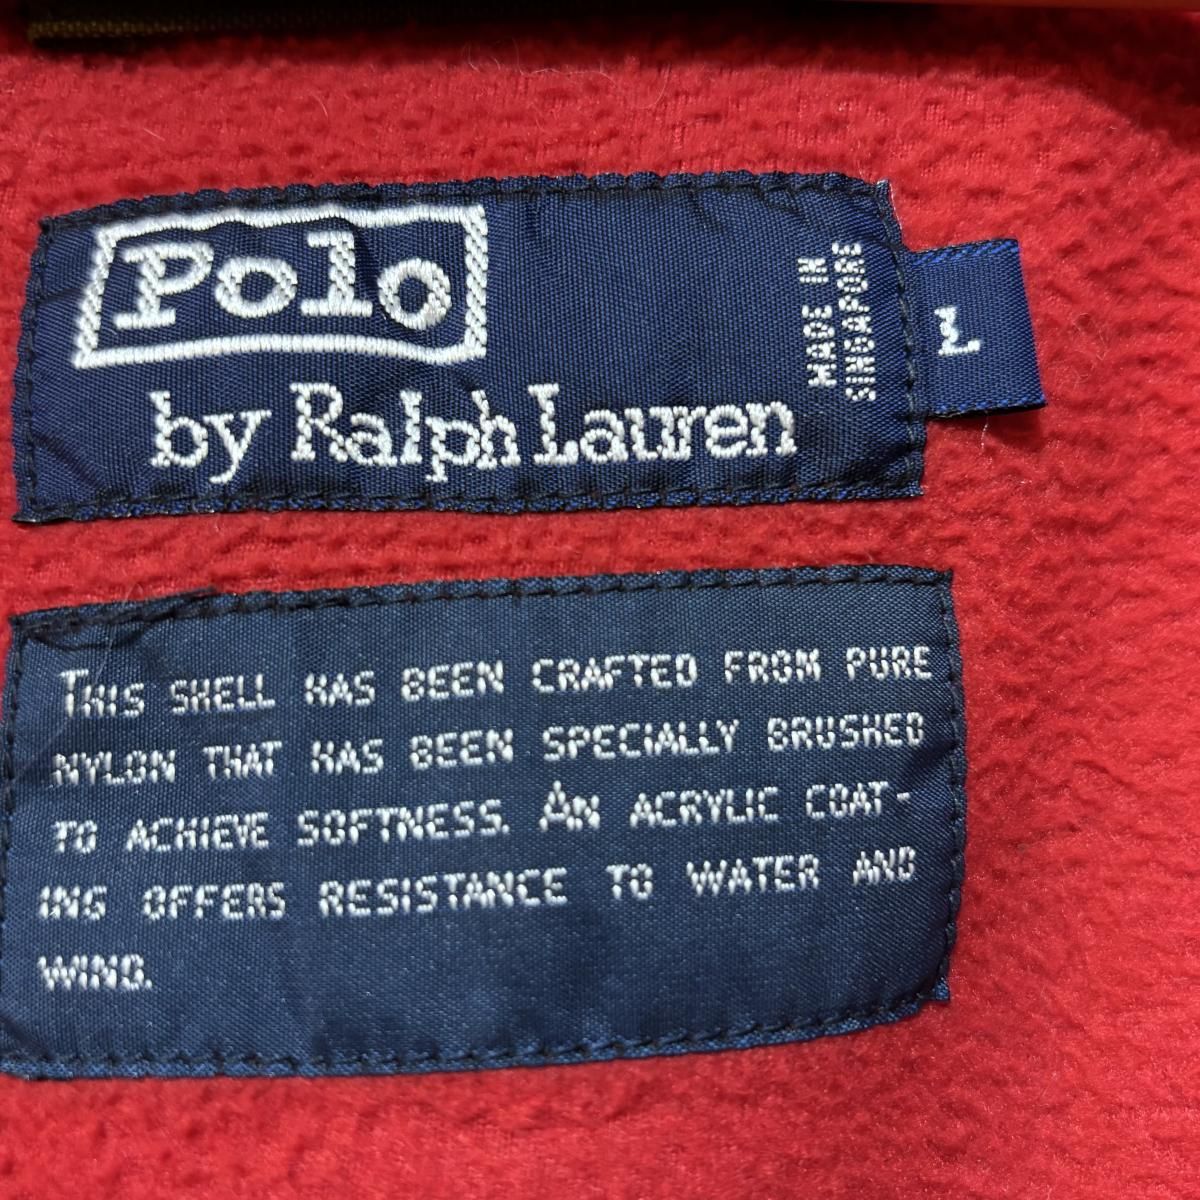 Polo
by Ralph Lauren
MADE IN
SINGAPORE
L
THIS SHELL HAS BEEN CRAFTED FROM PURE
NYLON THAT HAS BEEN SPECIALLY BRUSHED
TO ACHIEVE SOFTNESS. AN ACRYLIC COAT-
ING OFFERS RESISTANCE TO WATER AND
WIND.